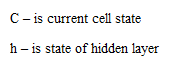 C – is current cell state
h – is state of hidden layer